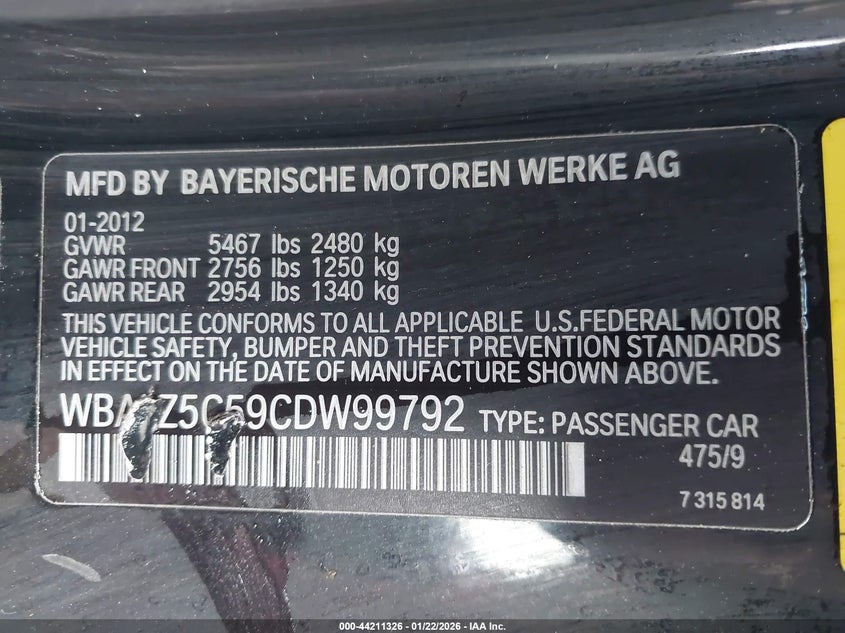 MFD BY BAYERISCHE MOTOREN WERKE AG
01-2012
GVWR 5467 lbs 2480 kg
GAWR FRONT 2756 lbs 1250 kg
GAWR REAR 2954 lbs 1340 kg
THIS VEHICLE CONFORMS TO ALL APPLICABLE U.S.FEDERAL MOTOR
VEHICLE SAFETY, BUMPER AND THEFT PREVENTION STANDARDS
IN EFFECT ON THE DATE OF MANUFACTURE SHOWN ABOVE.
TYPE: PASSENGER CAR
475/9
7 315 814
000-44211326 - 01/22/2026 - IAA Inc.